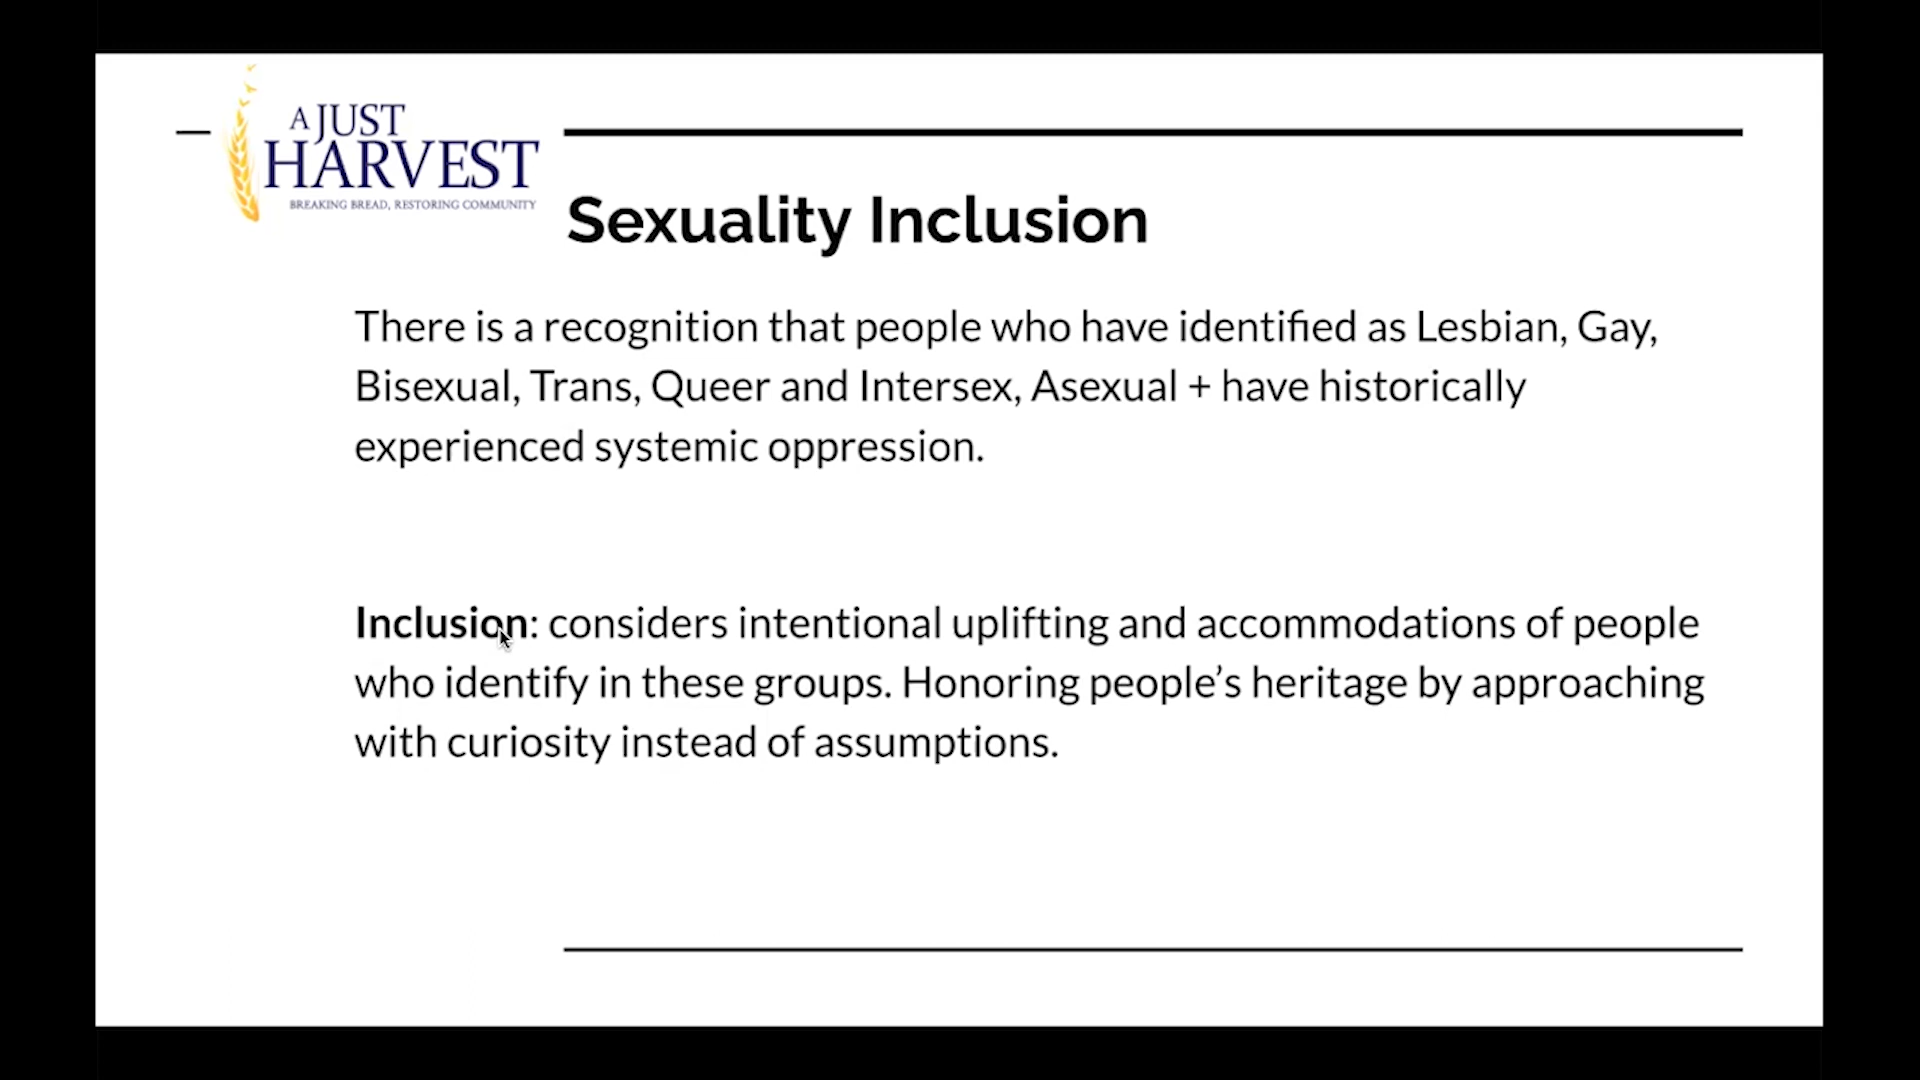 A JUST
HARVEST
BREAKING BREAD, RESTORING COMMUNITY
Sexuality Inclusion
There is a recognition that people who have identified as Lesbian, Gay,
Bisexual, Trans, Queer and Intersex, Asexual + have historically
experienced systemic oppression.
Inclusion: considers intentional uplifting and accommodations of people
who identify in these groups. Honoring people’s heritage by approaching
with curiosity instead of assumptions.